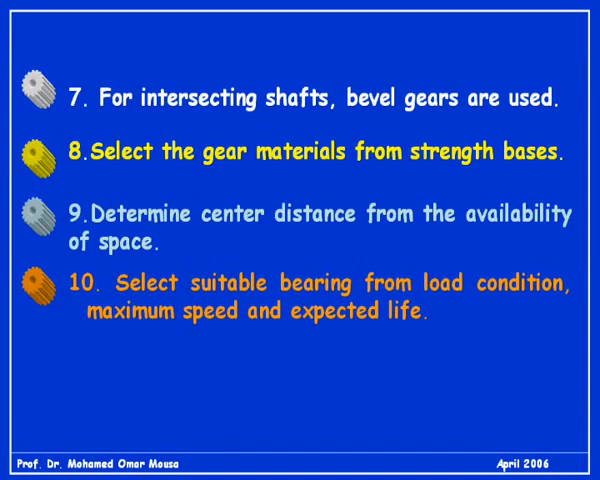 7. For intersecting shafts, bevel gears are used.
8.Select the gear materials from strength bases.
9.Determine center distance from the availability
of space.
10. Select suitable bearing from load condition,
maximum speed and expected life.
Prof. Dr. Mohamed Omar Mousa
April 2006